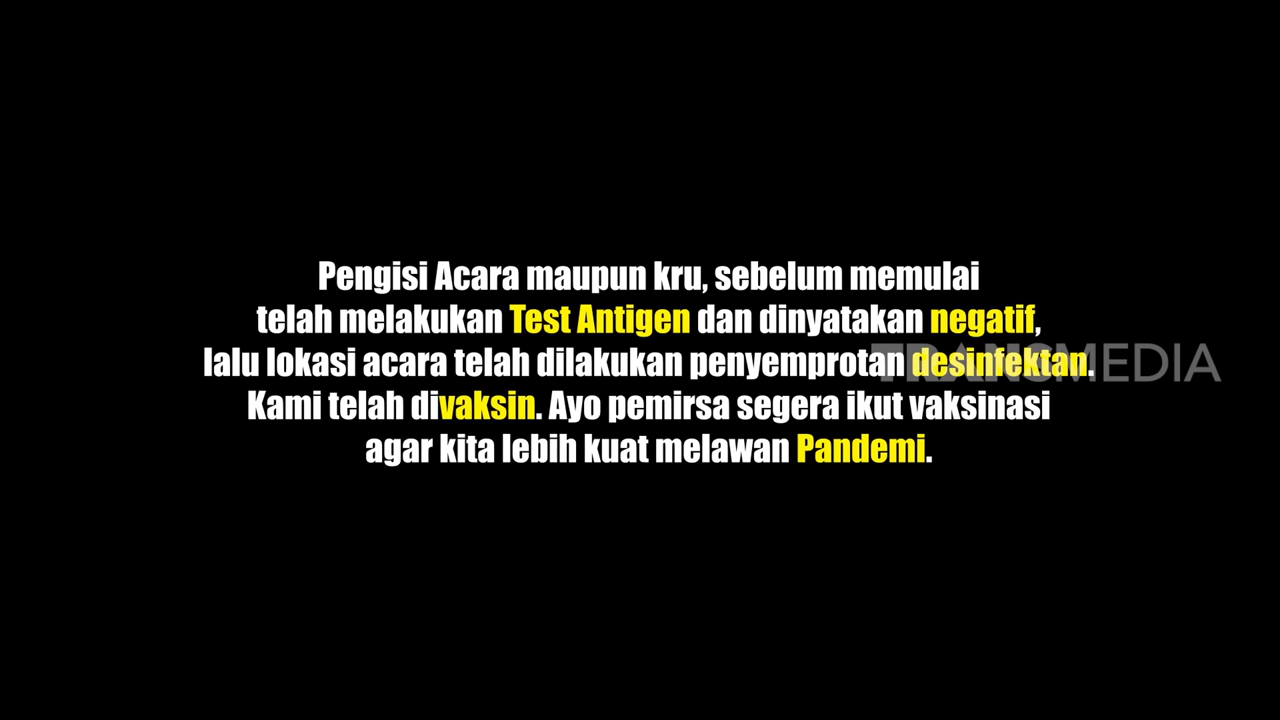 Pengisi Acara maupun kru, sebelum memulai
telah melakukan Test Antigen dan dinyatakan negatif,
lalu lokasi acara telah dilakukan penyemprotan desinfektan.
TRANSMEDIA
Kami telah divaksin. Ayo pemirsa segera ikut vaksinasi
agar kita lebih kuat melawan Pandemi.